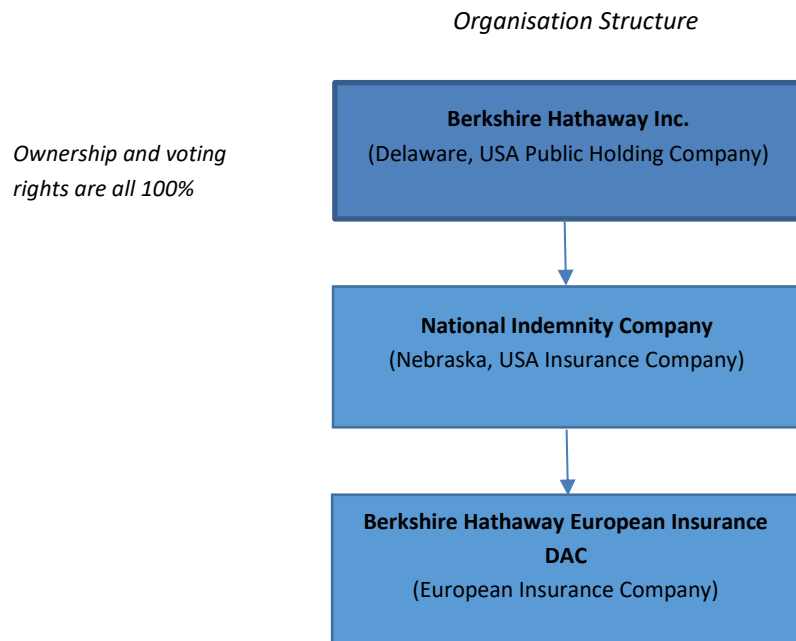 Organisation Structure
Ownership and voting
rights are all 100%
Berkshire Hathaway Inc.
(Delaware, USA Public Holding Company)
National Indemnity Company
(Nebraska, USA Insurance Company)
Berkshire Hathaway European Insurance
DAC
(European Insurance Company)